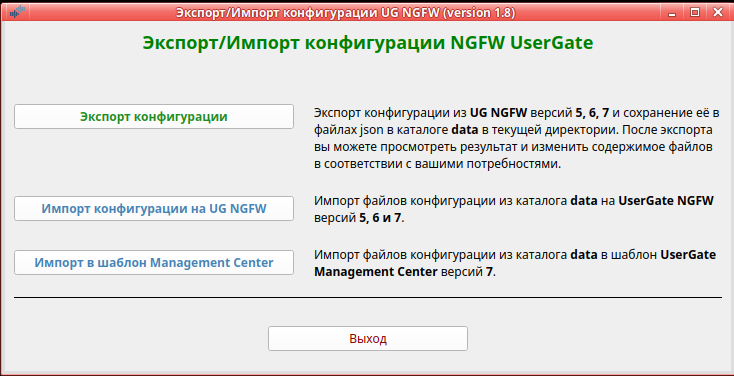 Экспорт/Импорт конфигурации UG NGFW (version 1.8)
Экспорт/Импорт конфигурации NGFW UserGate
Экспорт конфигурации
Экспорт конфигурации из UG NGFW версий 5, 6, 7 и сохранение её в
файлах json в каталоге data в текущей директории. После экспорта
вы можете просмотреть результат и изменить содержимое файлов
в соответствии с вашими потребностями.
Импорт конфигурации на UG NGFW
Импорт файлов конфигурации из каталога data на UserGate NGFW
версий 5, 6 и 7.
Импорт в шаблон Management Center
Импорт файлов конфигурации из каталога data в шаблон UserGate
Management Center версий 7.
Выход